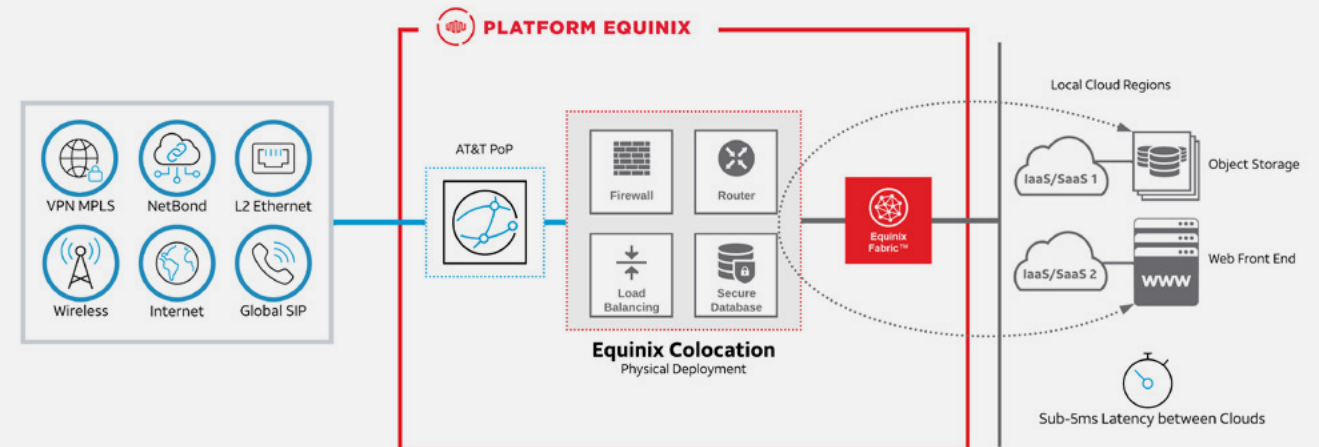 PLATFORM EQUINIX
VPN MPLS
NetBond
L2 Ethernet
Wireless
Internet
Global SIP
AT&T PoP
Firewall
Router
Load
Balancing
Secure
Database
Equinix Colocation
Physical Deployment
Equinix
Fabric™
Local Cloud Regions
IaaS/SaaS 1
Object Storage
IaaS/SaaS 2
www
Web Front End
Sub-5ms Latency between Clouds